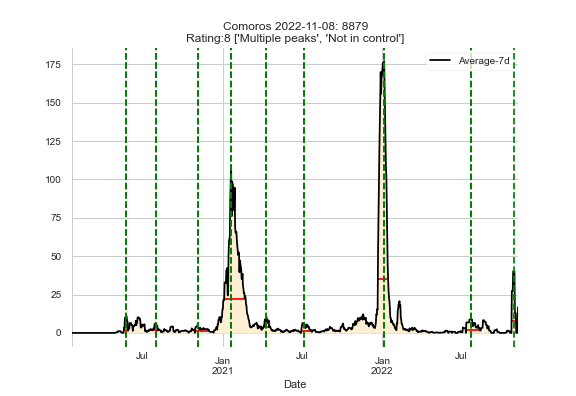 Comoros 2022-11-08: 8879
Rating:8 ['Multiple peaks', 'Not in control']
Average-7d
175
150
125
100
75
50
25
0
Jul
Jan
2021
Jul
Jan
2022
Jul
Date